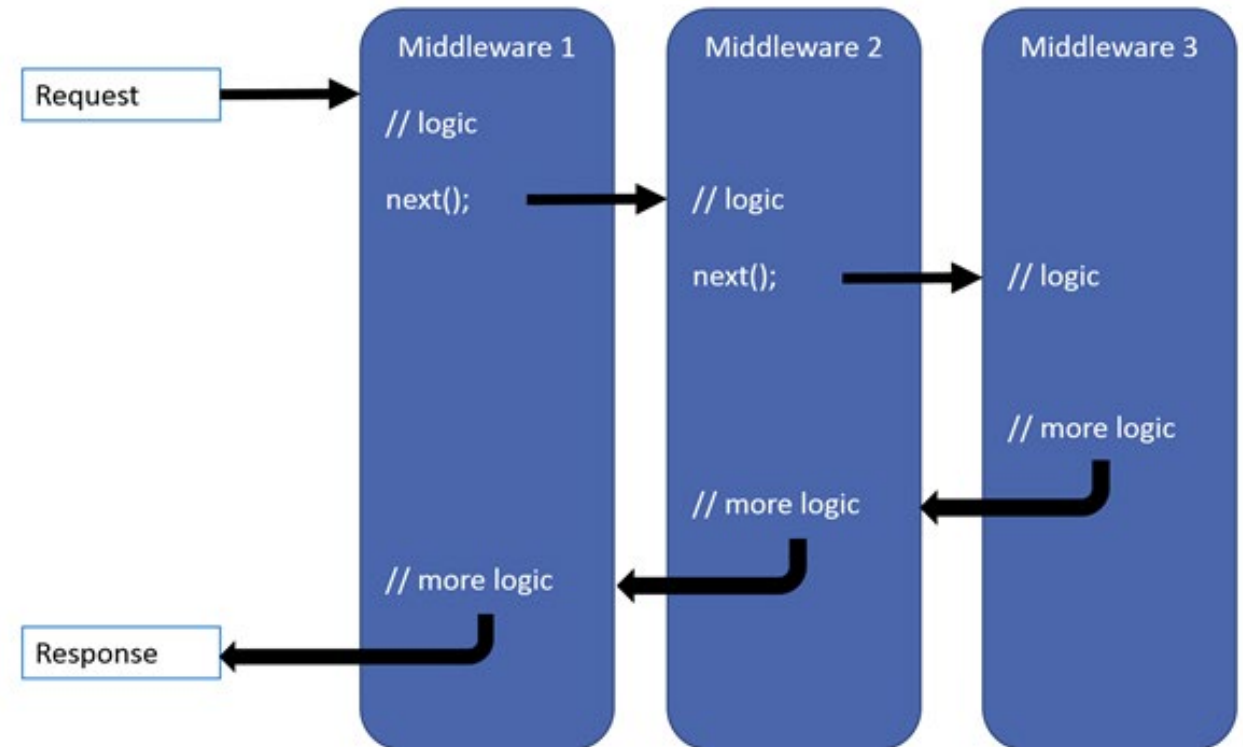 Middleware 1
Middleware 2
Middleware 3
Request
// logic
next();
// logic
next();
// logic
// more logic
// more logic
// more logic
Response